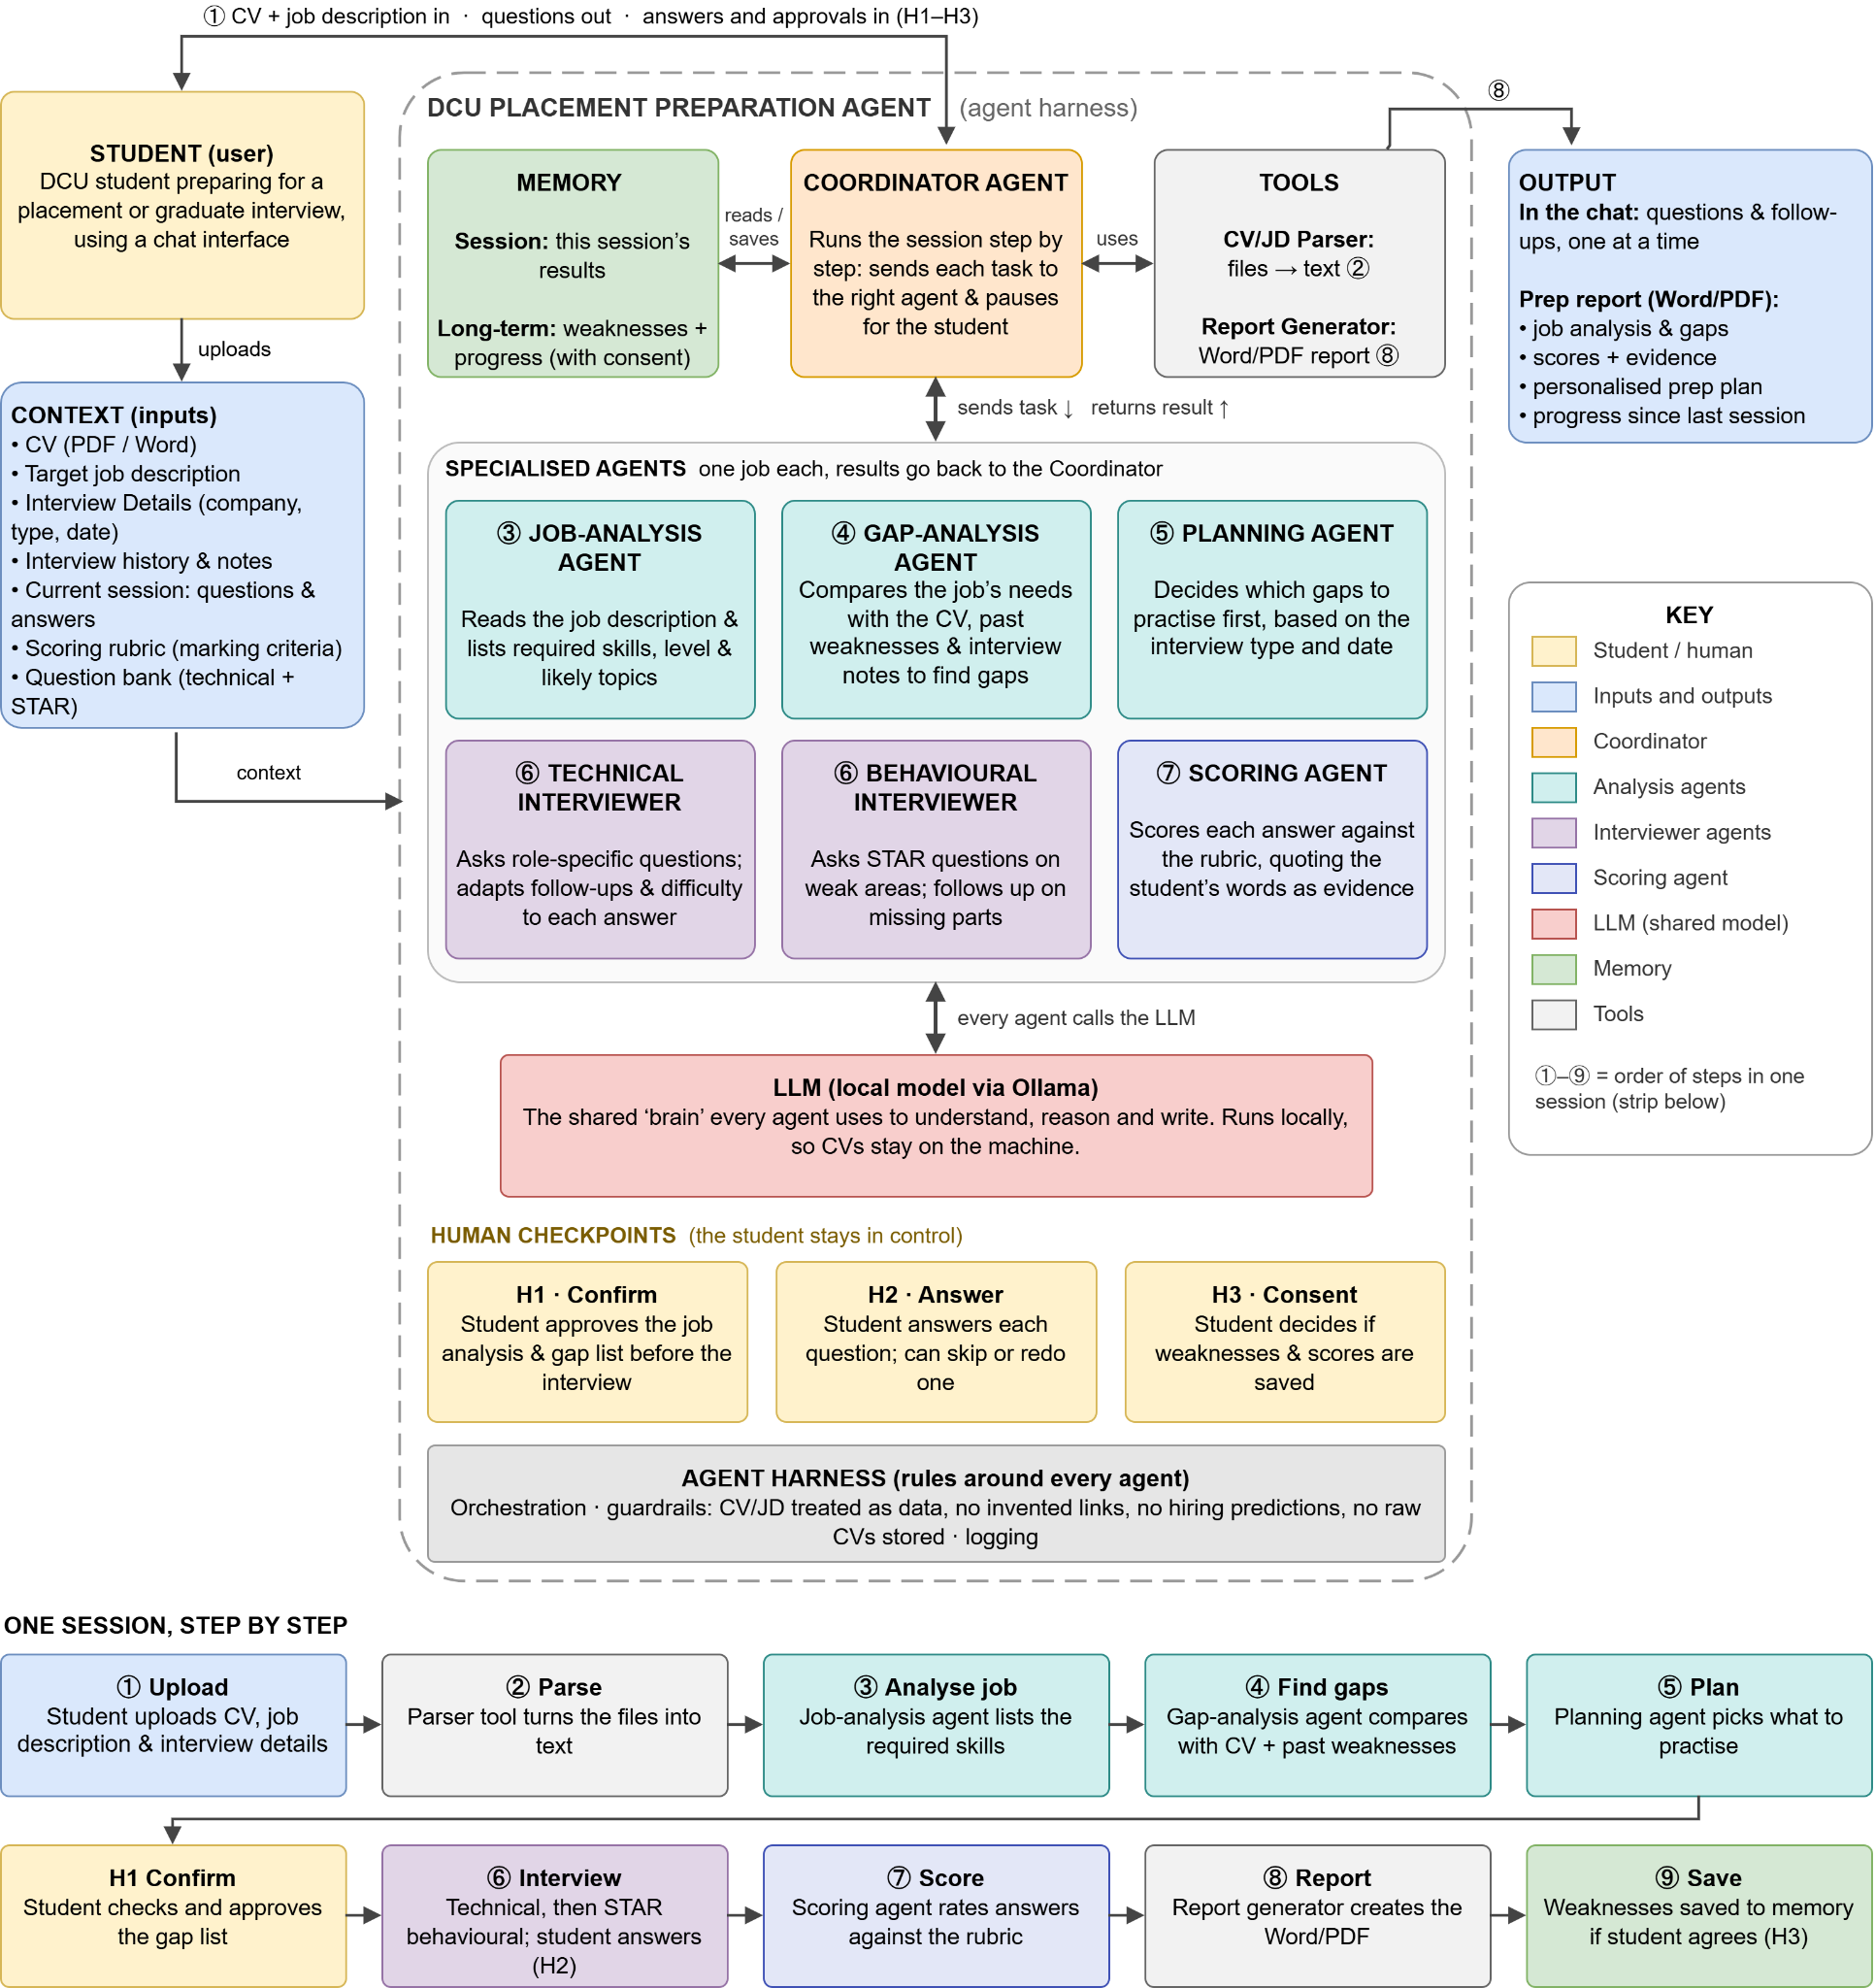 ① CV + job description in · questions out · answers and approvals in (H1–H3)
STUDENT (user)
DCU student preparing for a
placement or graduate interview,
using a chat interface
uploads
CONTEXT (inputs)
• CV (PDF / Word)
• Target job description
• Interview Details (company,
type, date)
• Interview history & notes
• Current session: questions &
answers
• Scoring rubric (marking criteria)
• Question bank (technical +
STAR)
context
DCU PLACEMENT PREPARATION AGENT (agent harness)
MEMORY
Session: this session’s
results
Long-term: weaknesses +
progress (with consent)
reads /
saves
COORDINATOR AGENT
Runs the session step by
step: sends each task to
the right agent & pauses
for the student
uses
TOOLS
CV/JD Parser:
files → text ②
Report Generator:
Word/PDF report ⑧
⑧
OUTPUT
In the chat: questions & follow-
ups, one at a time
Prep report (Word/PDF):
• job analysis & gaps
• scores + evidence
• personalised prep plan
• progress since last session
sends task ↓ returns result ↑
SPECIALISED AGENTS one job each, results go back to the Coordinator
③ JOB-ANALYSIS
AGENT
Reads the job description &
lists required skills, level &
likely topics
④ GAP-ANALYSIS
AGENT
Compares the job’s needs
with the CV, past
weaknesses & interview
notes to find gaps
⑤ PLANNING AGENT
Decides which gaps to
practise first, based on the
interview type and date
⑥ TECHNICAL
INTERVIEWER
Asks role-specific questions;
adapts follow-ups & difficulty
to each answer
⑥ BEHAVIOURAL
INTERVIEWER
Asks STAR questions on
weak areas; follows up on
missing parts
⑦ SCORING AGENT
Scores each answer against
the rubric, quoting the
student’s words as evidence
every agent calls the LLM
LLM (local model via Ollama)
The shared ‘brain’ every agent uses to understand, reason and write. Runs locally,
so CVs stay on the machine.
HUMAN CHECKPOINTS (the student stays in control)
H1 · Confirm
Student approves the job
analysis & gap list before the
interview
H2 · Answer
Student answers each
question; can skip or redo
one
H3 · Consent
Student decides if
weaknesses & scores are
saved
AGENT HARNESS (rules around every agent)
Orchestration · guardrails: CV/JD treated as data, no invented links, no hiring predictions, no raw
CVs stored · logging
KEY
Student / human
Inputs and outputs
Coordinator
Analysis agents
Interviewer agents
Scoring agent
LLM (shared model)
Memory
Tools
①–⑨ = order of steps in one
session (strip below)
ONE SESSION, STEP BY STEP
① Upload
Student uploads CV, job
description & interview details
② Parse
Parser tool turns the files into
text
③ Analyse job
Job-analysis agent lists the
required skills
④ Find gaps
Gap-analysis agent compares
with CV + past weaknesses
⑤ Plan
Planning agent picks what to
practise
H1 Confirm
Student checks and approves
the gap list
⑥ Interview
Technical, then STAR
behavioural; student answers
(H2)
⑦ Score
Scoring agent rates answers
against the rubric
⑧ Report
Report generator creates the
Word/PDF
⑨ Save
Weaknesses saved to memory
if student agrees (H3)